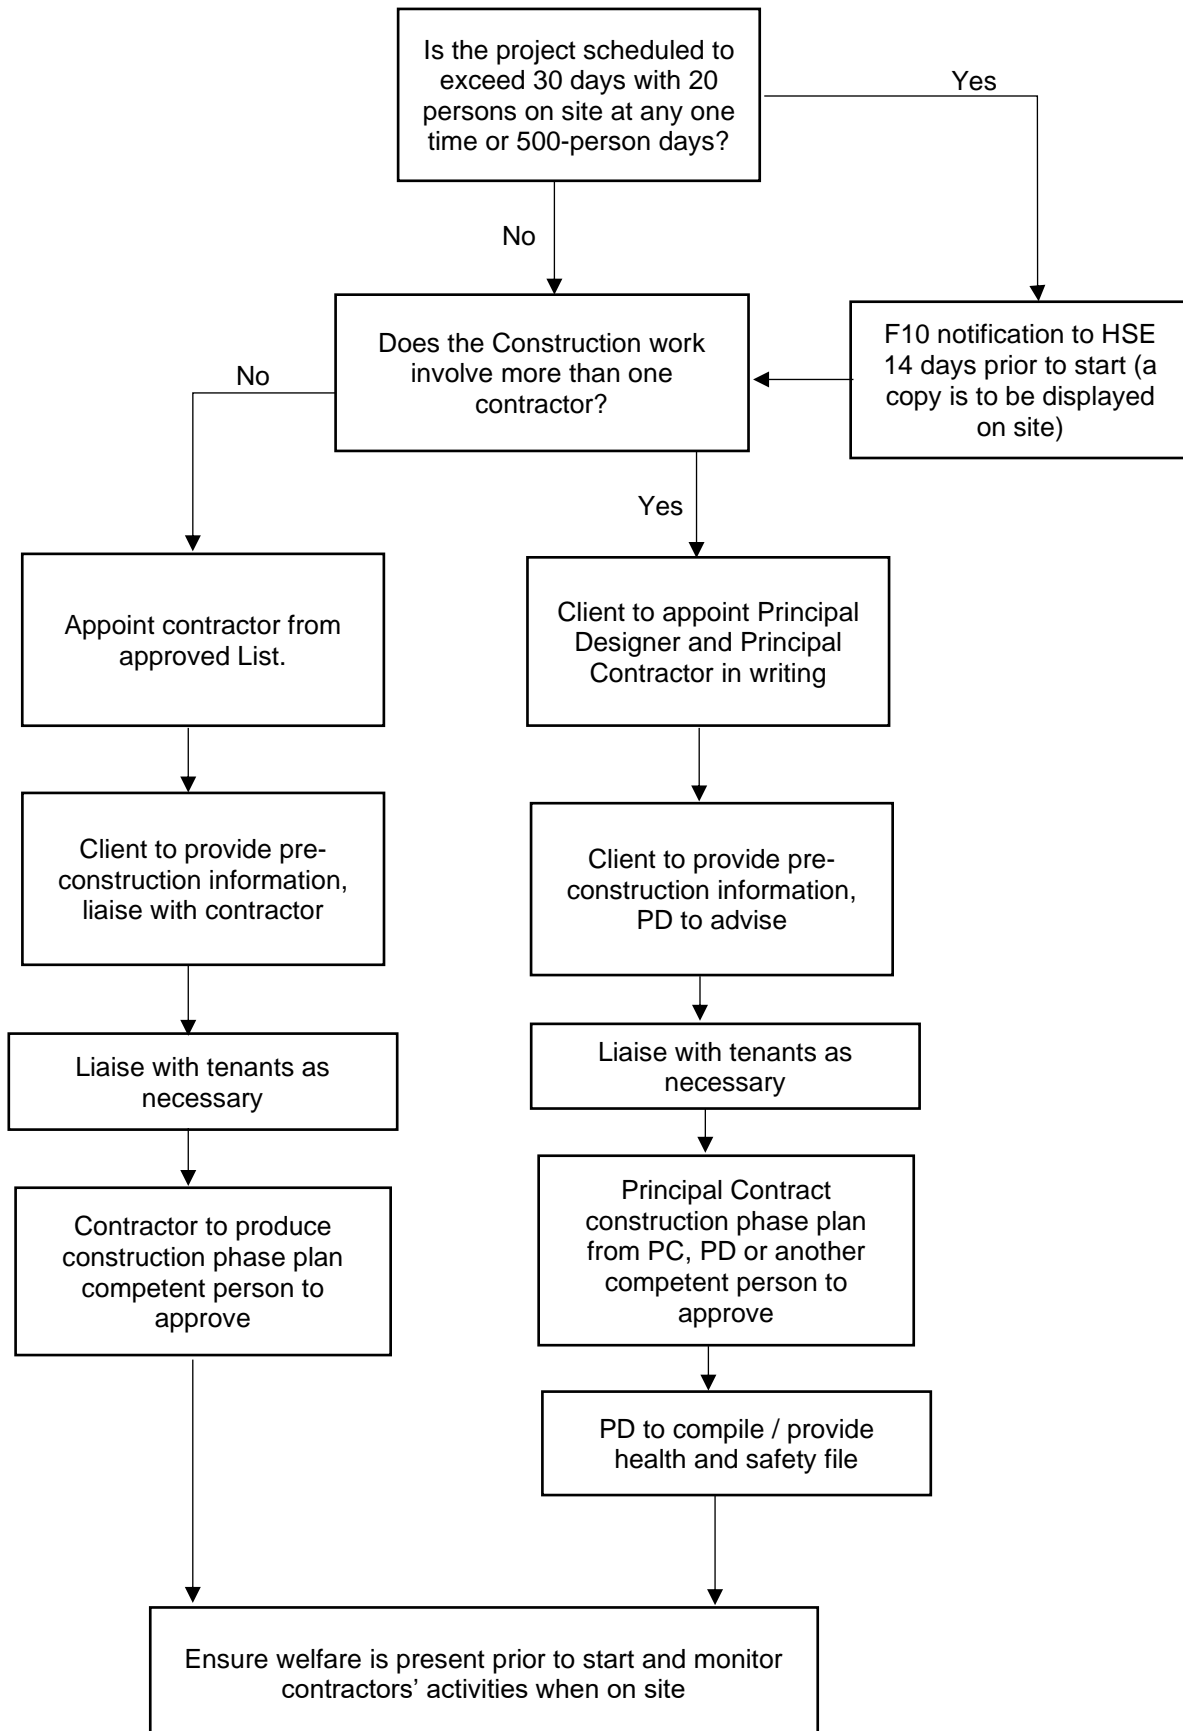 Is the project scheduled to
exceed 30 days with 20
persons on site at any one
time or 500-person days?
Yes
No
F10 notification to HSE
14 days prior to start (a
copy is to be displayed
on site)
Does the Construction work
involve more than one
contractor?
No
Yes
Appoint contractor from
approved List.
Client to appoint Principal
Designer and Principal
Contractor in writing
Client to provide pre-
construction information,
liaise with contractor
Client to provide pre-
construction information,
PD to advise
Liaise with tenants as
necessary
Liaise with tenants as
necessary
Contractor to produce
construction phase plan
competent person to
approve
Principal Contract
construction phase plan
from PC, PD or another
competent person to
approve
PD to compile / provide
health and safety file
Ensure welfare is present prior to start and monitor
contractors’ activities when on site